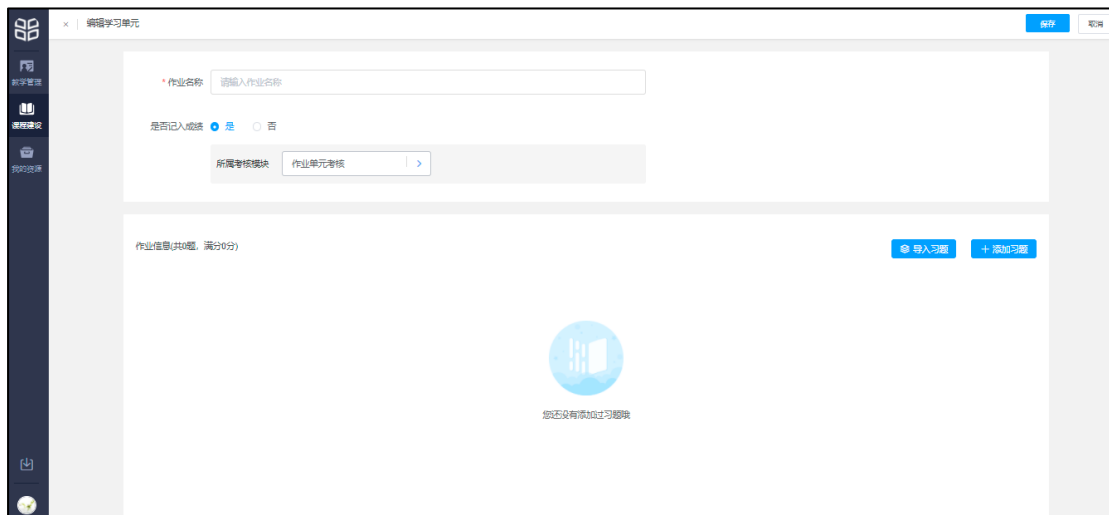 编辑学习单元
保存
取消
教学管理
课程建设
我的资源
* 作业名称 请输入作业名称
是否记入成绩 是 否
所属考核模块 作业单元考核
作业信息(共0题，满分0分)
导入习题
+ 添加习题
您还没有添加过习题哦